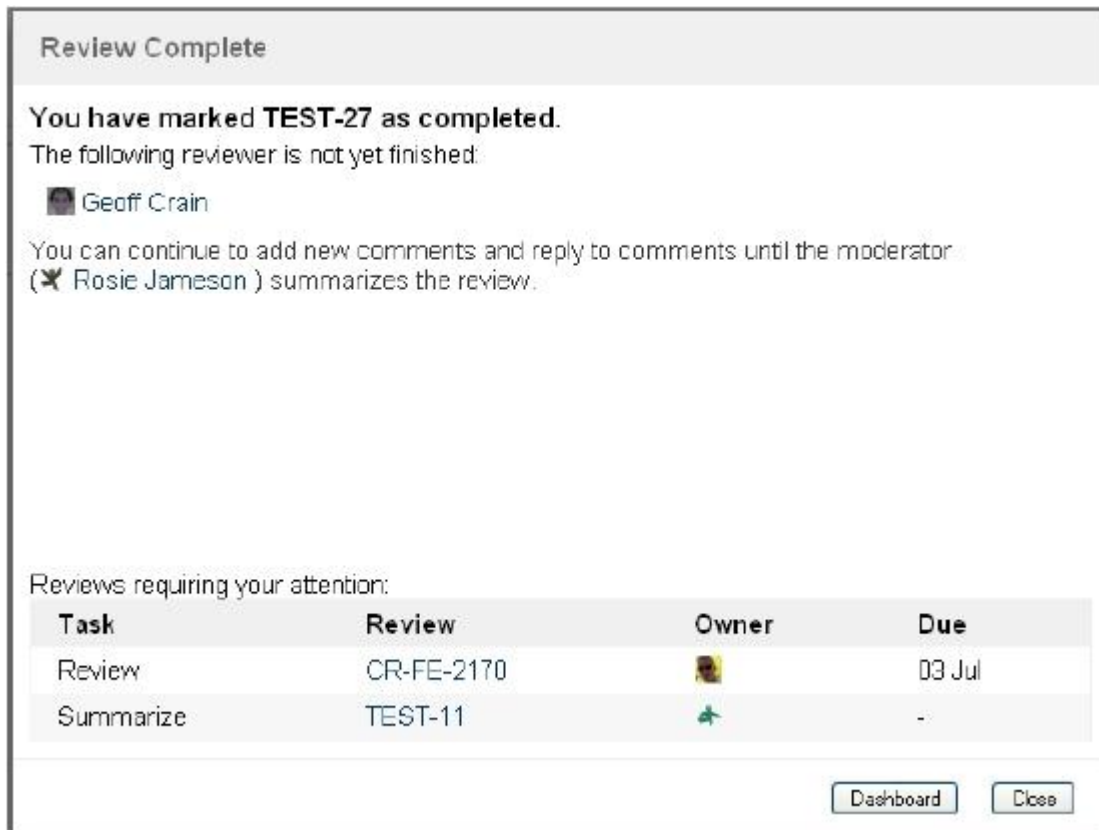 Review Complete
You have marked TEST-27 as completed.
The following reviewer is not yet finished:
Geoff Crain
You can continue to add new comments and reply to comments until the moderator
( Rosie Jameson ) summarizes the review.
Reviews requiring your attention:
Task Review Owner Due
Review CR-FE-2170 03 Jul
Summarize TEST-11 -
Dashboard Close